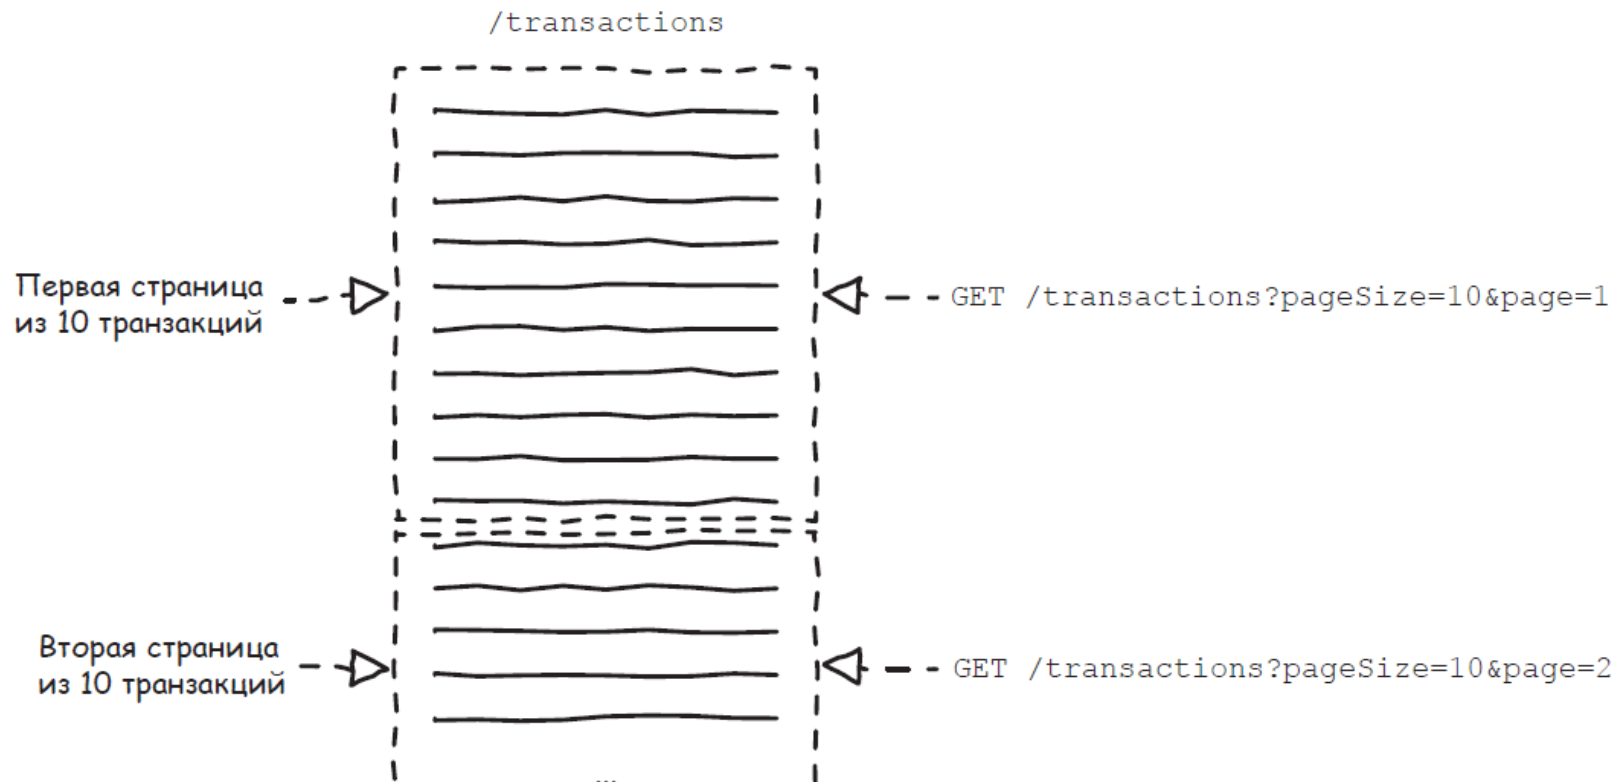 /transactions
Первая страница
из 10 транзакций
GET /transactions?pageSize=10&page=1
Вторая страница
из 10 транзакций
GET /transactions?pageSize=10&page=2
...